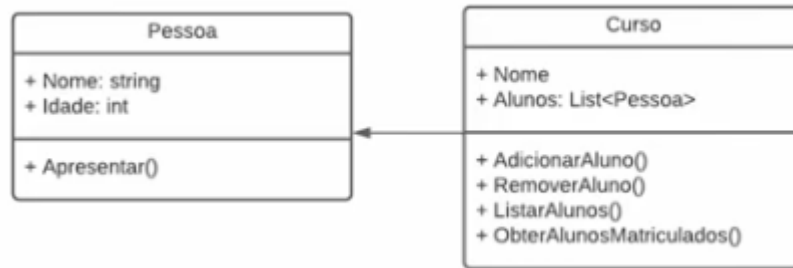 Pessoa
+ Nome: string
+ Idade: int
+ Apresentar()
Curso
+ Nome
+ Alunos: List<Pessoa>
+ AdicionarAluno()
+ RemoverAluno()
+ ListarAlunos()
+ ObterAlunosMatriculados()